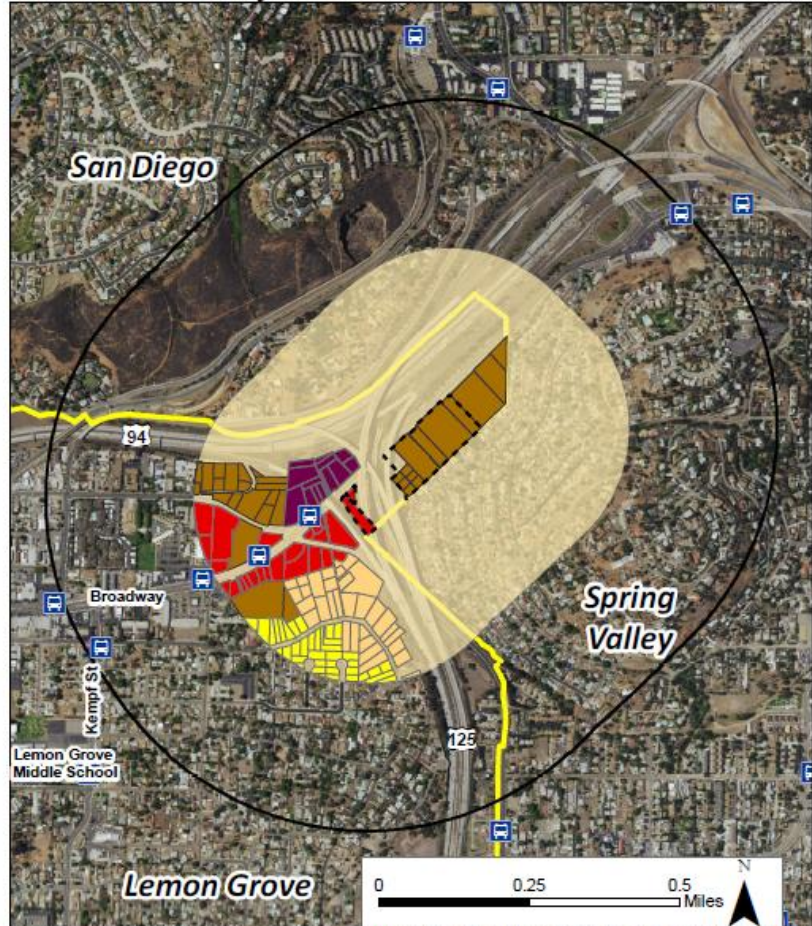 San Diego
94
Broadway
Spring
Valley
Kempf St
125
Lemon Grove
Middle School
Lemon Grove
0 0.25 0.5
Miles
N